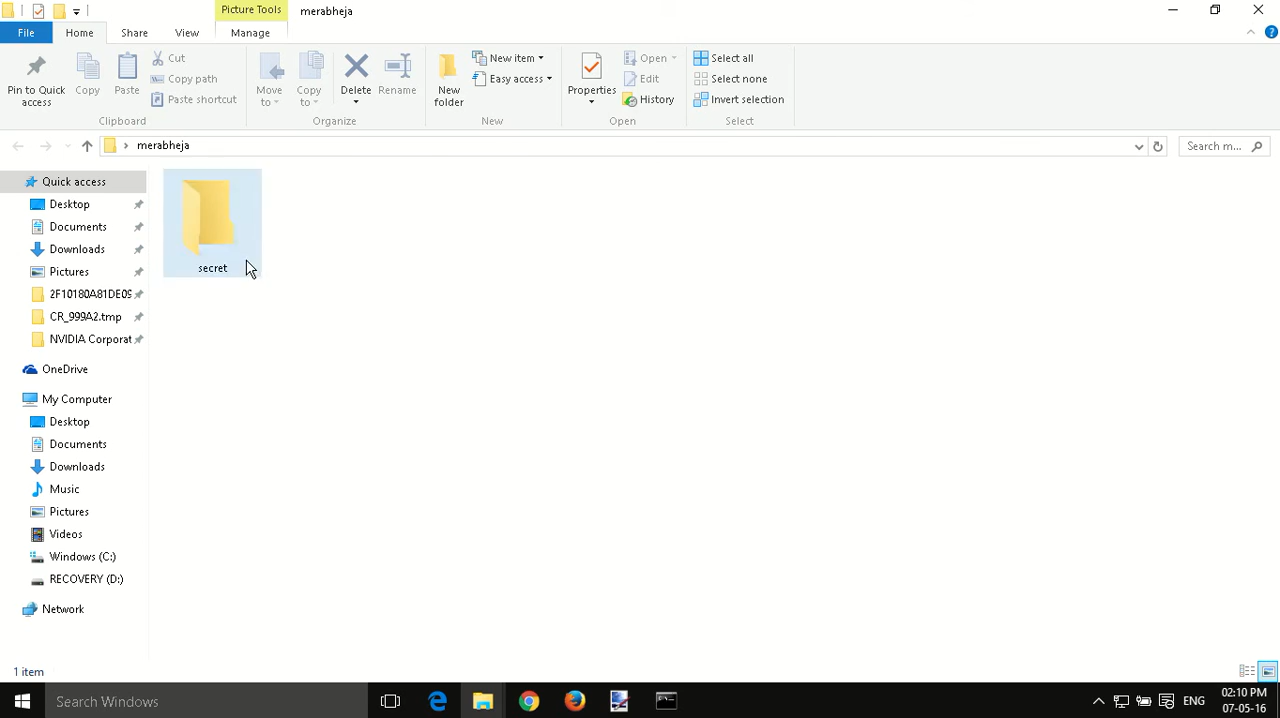 Picture Tools
merabheja
File
Home
Share
View
Manage
Pin to Quick access
Copy
Paste
Cut
Copy path
Paste shortcut
Clipboard
Move to
Copy to
Delete
Rename
Organize
New folder
New item
Easy access
New
Properties
Open
Edit
History
Open
Select all
Select none
Invert selection
Select
merabheja
Search m...
Quick access
Desktop
Documents
Downloads
Pictures
2F10180A81DE09
CR_999A2.tmp
NVIDIA Corporat
OneDrive
My Computer
Desktop
Documents
Downloads
Music
Pictures
Videos
Windows (C:)
RECOVERY (D:)
Network
secret
1 item
Search Windows
ENG
02:10 PM
07-05-16